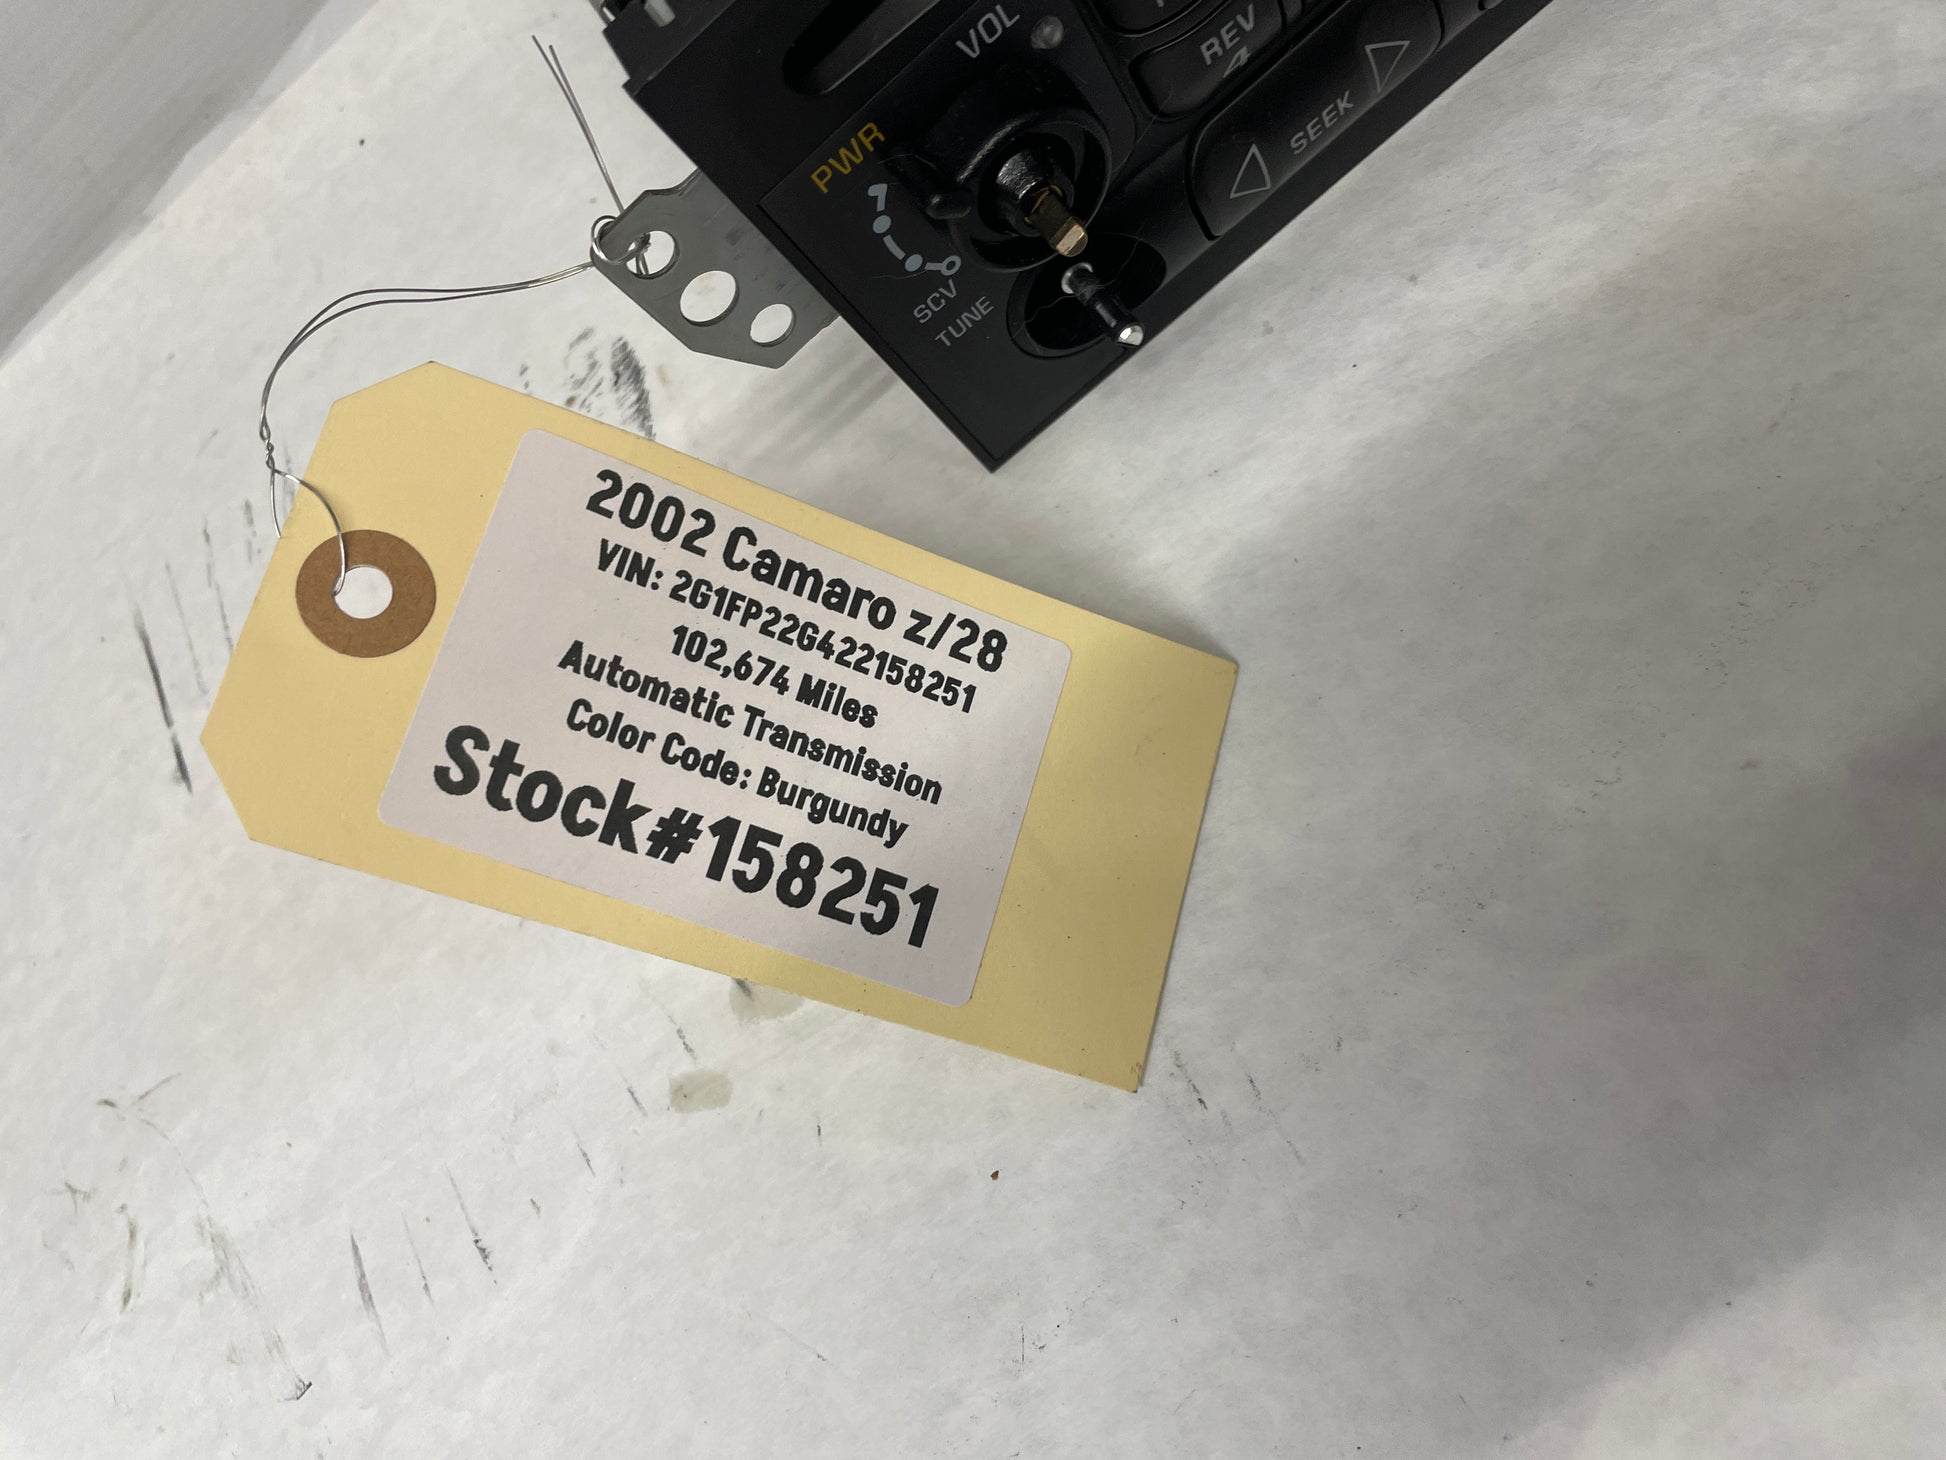 VOL
REV
4
PWR
SEEK
SCV
TUNE
2002 Camaro z/28
VIN: 2G1FP22G422158251
102,674 Miles
Automatic Transmission
Color Code: Burgundy
Stock#158251